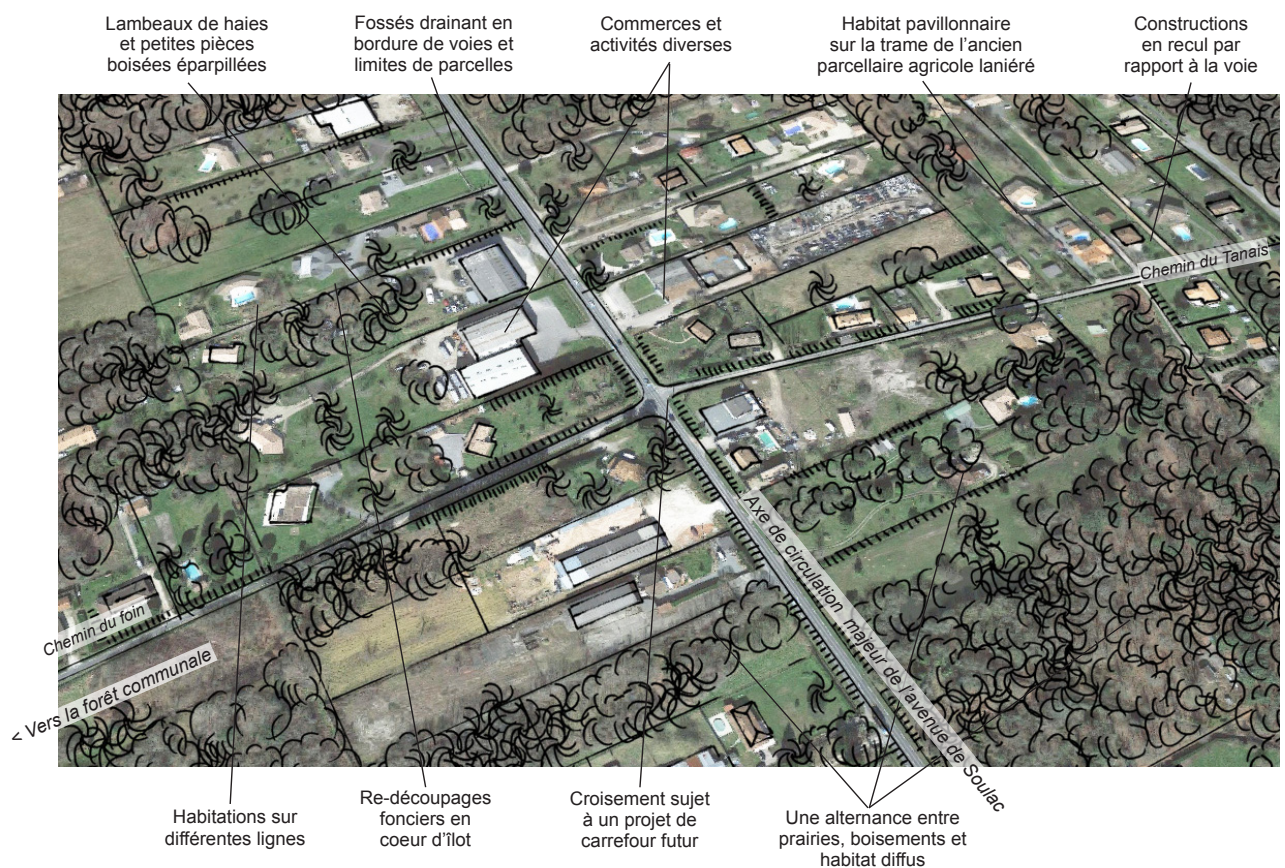 Lambeaux de haies
et petites pièces
boisées éparpillées
Fossés drainant en
bordure de voies et
limites de parcelles
Commerces et
activités diverses
Habitat pavillonnaire
sur la trame de l’ancien
parcellaire agricole laniéré
Constructions
en recul par
rapport à la voie
Chemin du Tanais
Axe de circulation majeur de l'avenue de Soulac
Chemin du foin
< Vers la forêt communale
Habitations sur
différentes lignes
Re-découpages
fonciers en
coeur d’îlot
Croisement sujet
à un projet de
carrefour futur
Une alternance entre
prairies, boisements et
habitat diffus